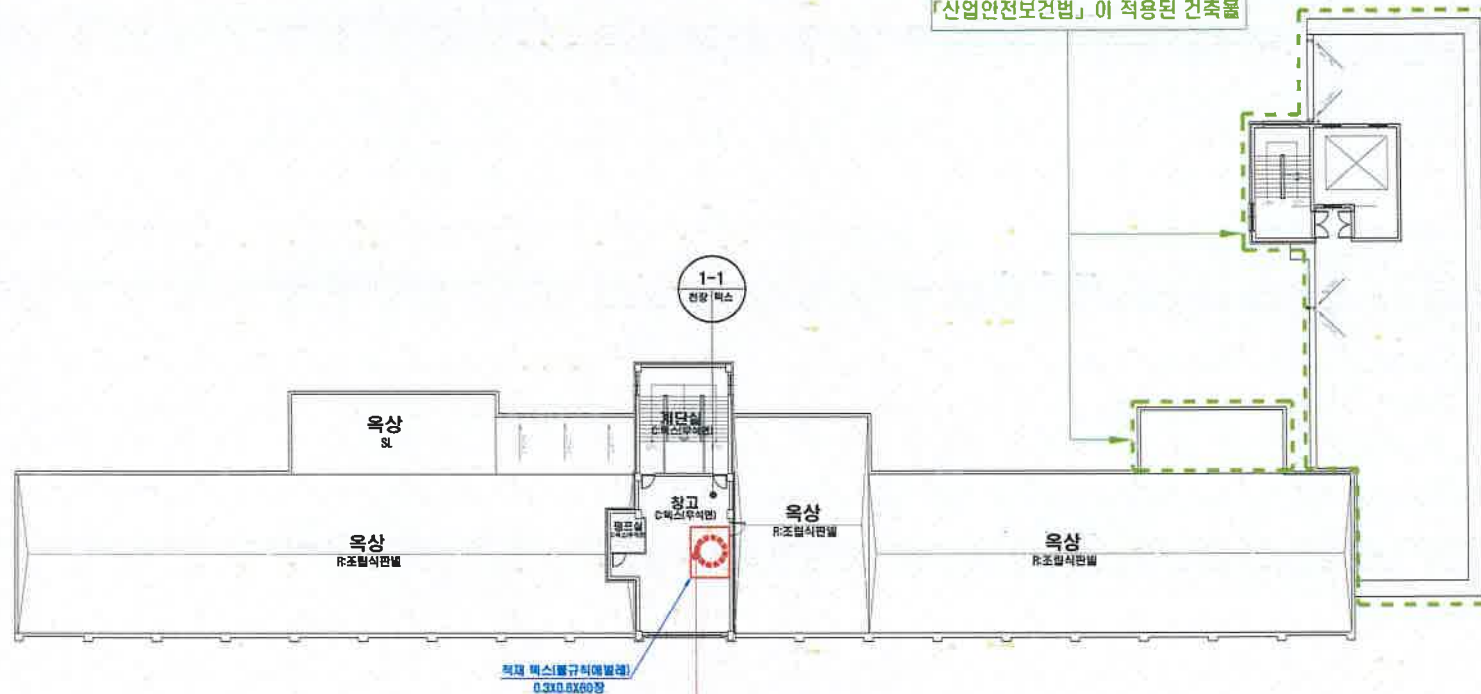 「산업안전보건법」이 적용된 건축물
1-1
천장 텍스
옥상
SL
계단실
C:텍스(무석면)
창고
C:텍스(무석면)
펌프실
옥상
R:조립식판넬
옥상
R:조립식판넬
옥상
R:조립식판넬
적재 텍스(불규칙애벌레)
0.3X0.6X60장